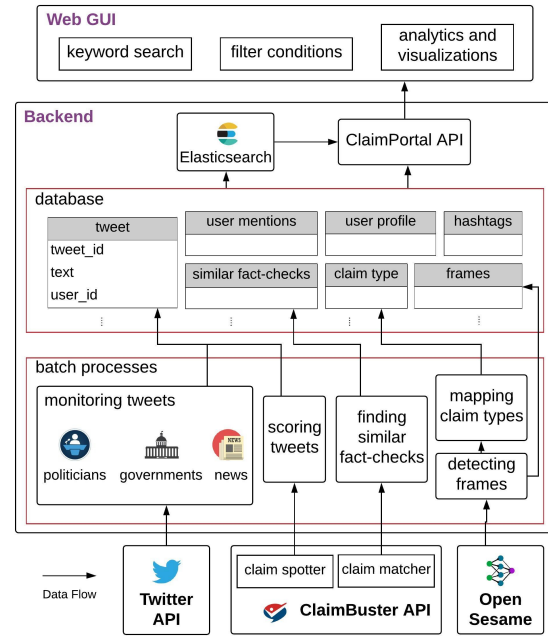 Web GUI
keyword search
filter conditions
analytics and
visualizations
Backend
Elasticsearch
ClaimPortal API
database
tweet
tweet_id
text
user_id
user mentions
user profile
hashtags
similar fact-checks
claim type
frames
batch processes
monitoring tweets
politicians
governments
NEWS
news
scoring
tweets
finding
similar
fact-checks
mapping
claim types
detecting
frames
Data Flow
Twitter
API
claim spotter
claim matcher
ClaimBuster API
Open
Sesame